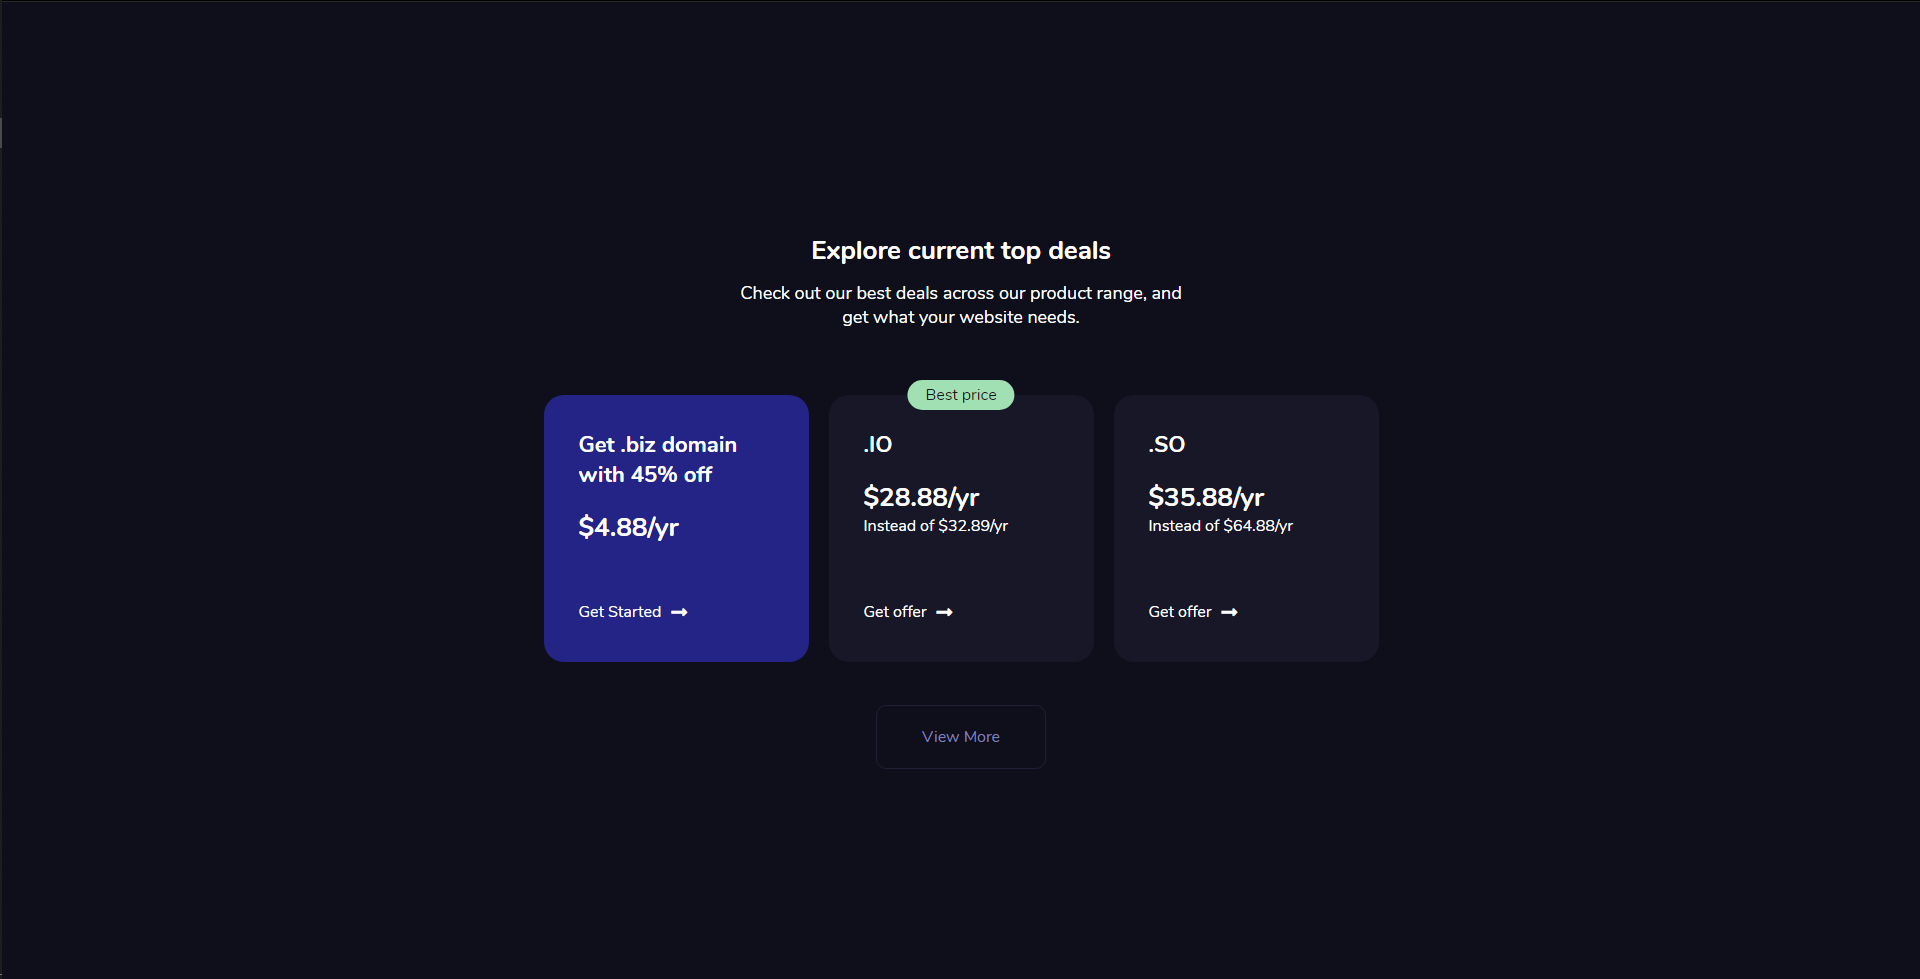 Explore current top deals
Check out our best deals across our product range, and
get what your website needs.
Get .biz domain
with 45% off
$4.88/yr
Get Started
Best price
.IO
$28.88/yr
Instead of $32.89/yr
Get offer
.SO
$35.88/yr
Instead of $64.88/yr
Get offer
View More